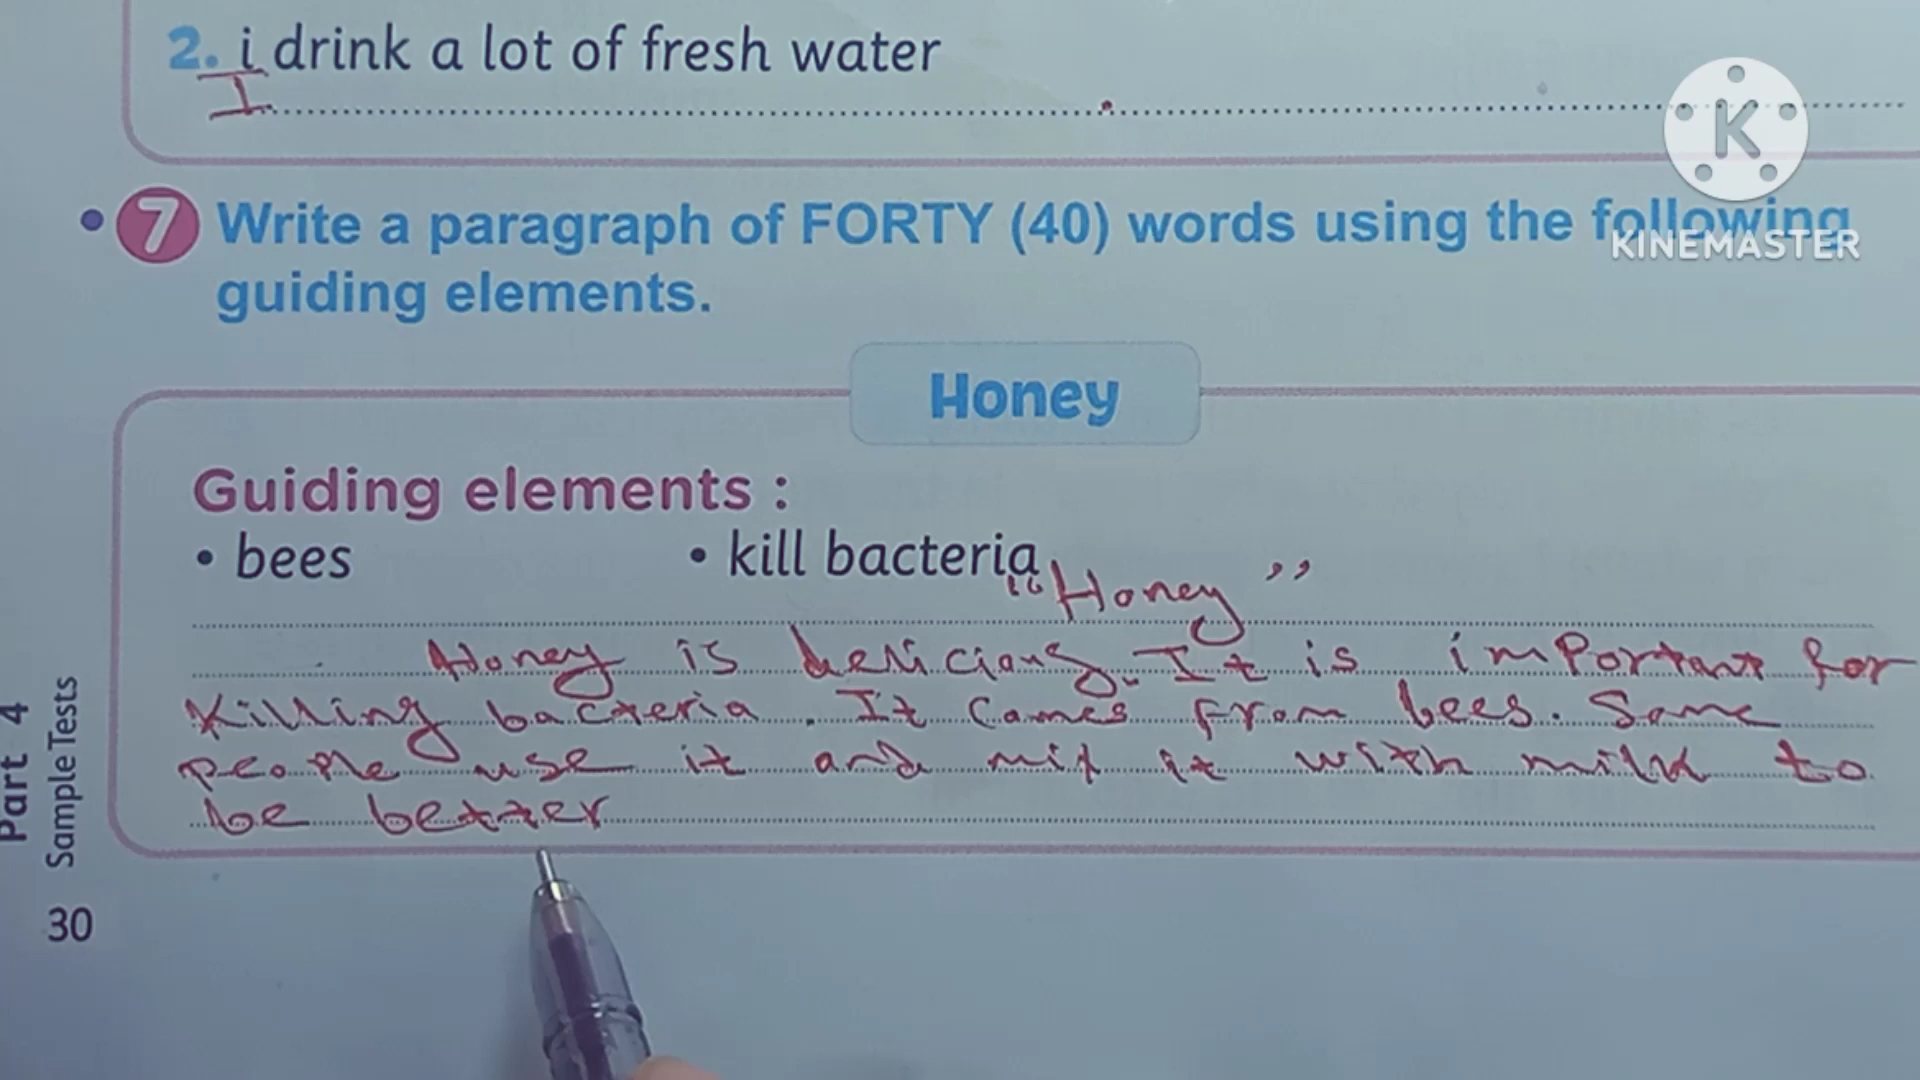 2. i drink a lot of fresh water
I .
K
KINEMASTER
7 Write a paragraph of FORTY (40) words using the following
guiding elements.
Honey
Guiding elements :
• bees • kill bacteria
"Honey"
Honey is delicious. It is important for
killing bacteria. It comes from bees. Some
people use it and mix it with milk to
be better
Part 4
Sample Tests
30